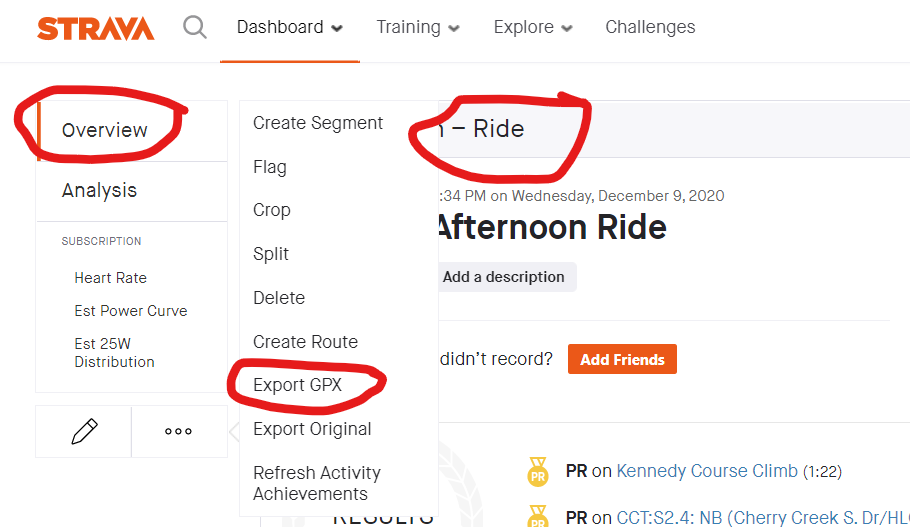 STRAVA Dashboard Training Explore Challenges
Overview
Analysis
SUBSCRIPTION
Heart Rate
Est Power Curve
Est 25W
Distribution
Create Segment
Flag
Crop
Split
Delete
Create Route
Export GPX
Export Original
Refresh Activity
Achievements
– Ride
:34 PM on Wednesday, December 9, 2020
Afternoon Ride
Add a description
didn't record? Add Friends
RESULTS
PR on Kennedy Course Climb (1:22)
PR on CCT:S2.4: NB (Cherry Creek S. Dr/HL